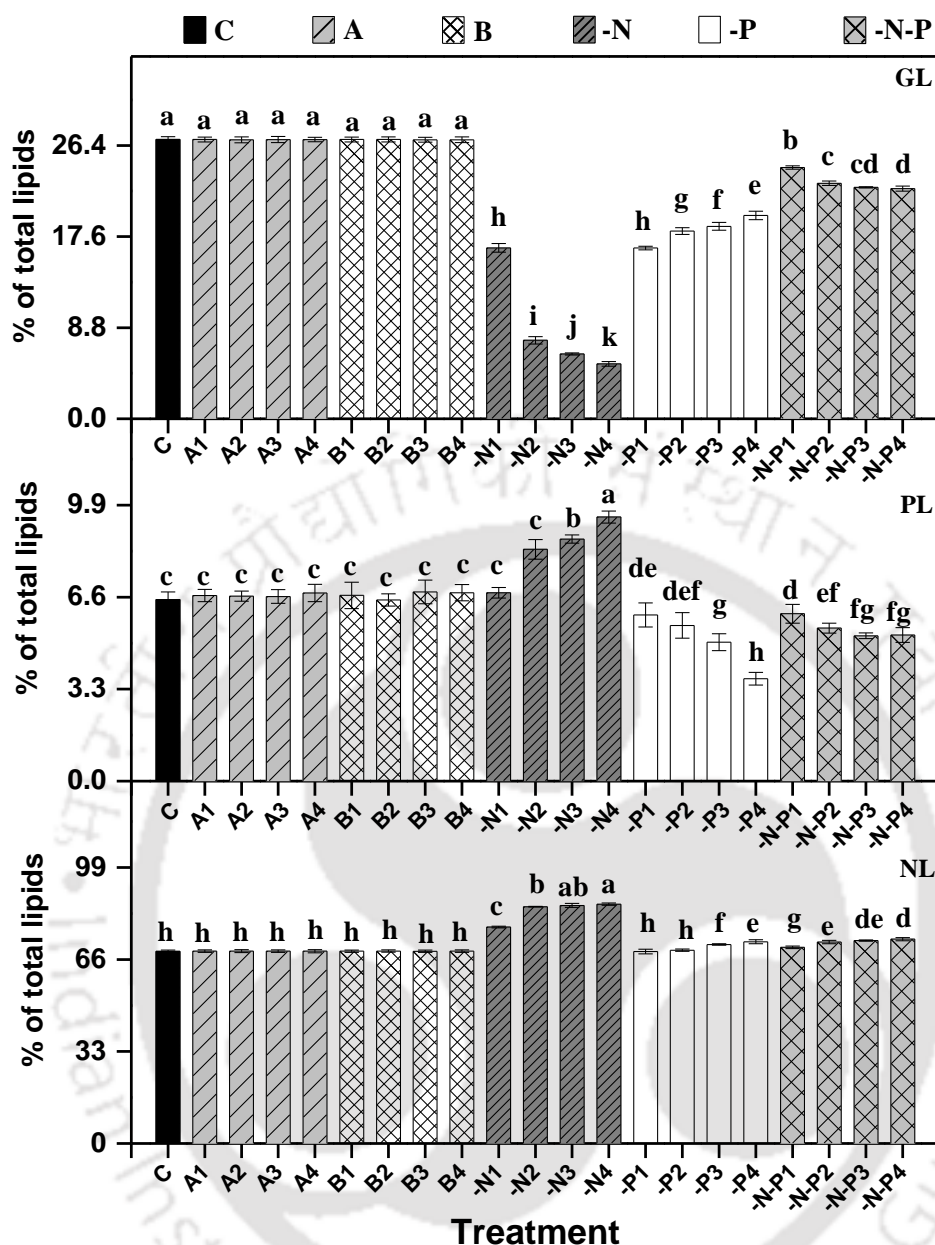 C A B -N -P -N-P
GL
% of total lipids
26.4
17.6
8.8
0.0
a a a a a a a a a h i j k h g f e b c cd d
C A1 A2 A3 A4 B1 B2 B3 B4 -N1 -N2 -N3 -N4 -P1 -P2 -P3 -P4 -N-P1 -N-P2 -N-P3 -N-P4
PL
% of total lipids
9.9
6.6
3.3
0.0
c c c c c c c c c c c b a de def g h d ef fg fg
C A1 A2 A3 A4 B1 B2 B3 B4 -N1 -N2 -N3 -N4 -P1 -P2 -P3 -P4 -N-P1 -N-P2 -N-P3 -N-P4
NL
% of total lipids
99
66
33
0
h h h h h h h h h c b ab a h h f e g e de d
C A1 A2 A3 A4 B1 B2 B3 B4 -N1 -N2 -N3 -N4 -P1 -P2 -P3 -P4 -N-P1 -N-P2 -N-P3 -N-P4
Treatment
Indian Inst